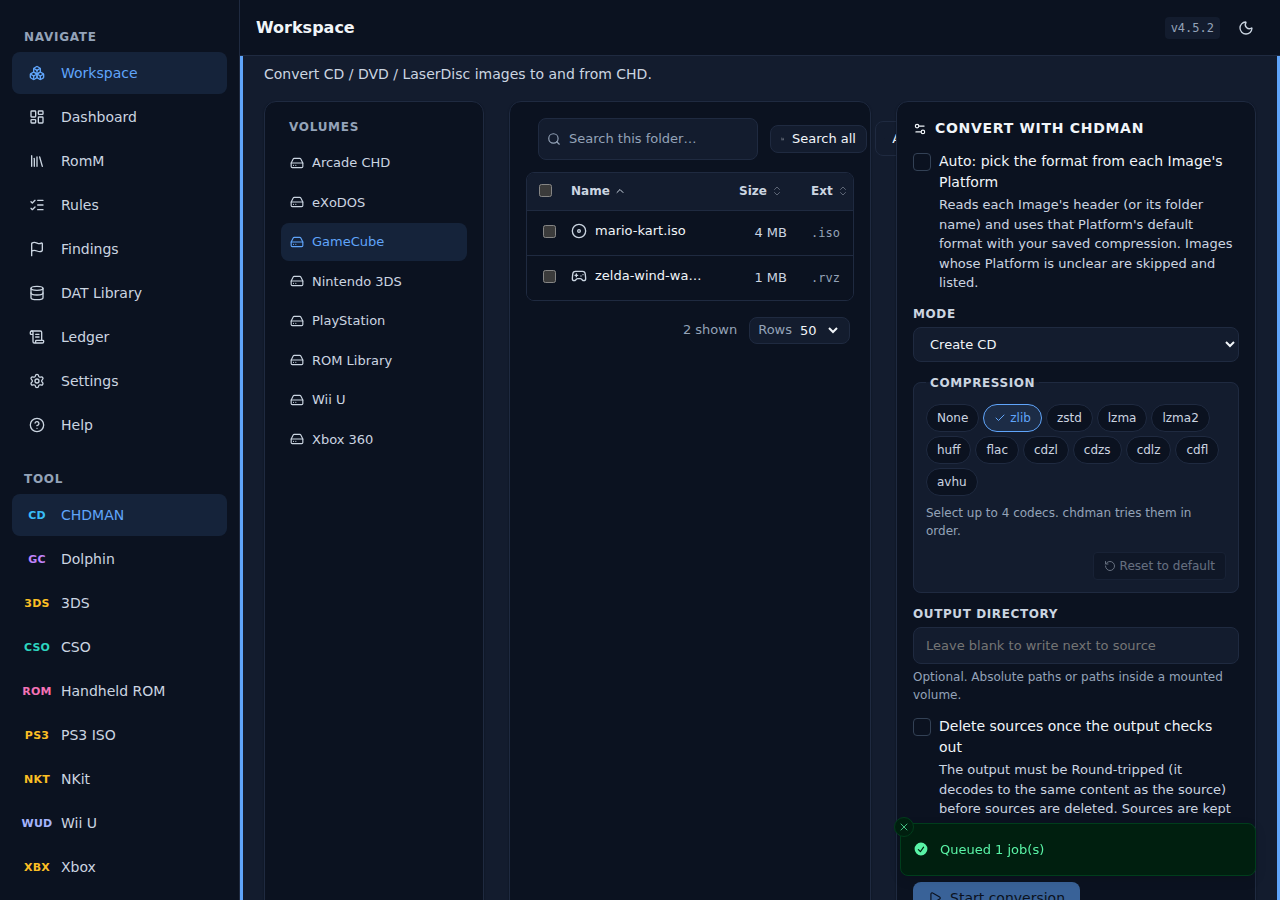 NAVIGATE
Workspace
Dashboard
RomM
Rules
Findings
DAT Library
Ledger
Settings
Help
TOOL
CD CHDMAN
GC Dolphin
3DS 3DS
CSO CSO
ROM Handheld ROM
PS3 PS3 ISO
NKT NKit
WUD Wii U
XBX Xbox
Workspace
v4.5.2
Convert CD / DVD / LaserDisc images to and from CHD.
VOLUMES
Arcade CHD
eXoDOS
GameCube
Nintendo 3DS
PlayStation
ROM Library
Wii U
Xbox 360
Search this folder…
Search all
Name Size Ext
mario-kart.iso 4 MB .iso
zelda-wind-wa… 1 MB .rvz
2 shown Rows 50
CONVERT WITH CHDMAN
Auto: pick the format from each Image's
Platform
Reads each Image's header (or its folder
name) and uses that Platform's default
format with your saved compression. Images
whose Platform is unclear are skipped and
listed.
MODE
Create CD
COMPRESSION
None zlib zstd lzma lzma2
huff flac cdzl cdzs cdlz cdfl
avhu
Select up to 4 codecs. chdman tries them in
order.
Reset to default
OUTPUT DIRECTORY
Leave blank to write next to source
Optional. Absolute paths or paths inside a mounted
volume.
Delete sources once the output checks
out
The output must be Round-tripped (it
decodes to the same content as the source)
before sources are deleted. Sources are kept
Queued 1 job(s)
Start conversion